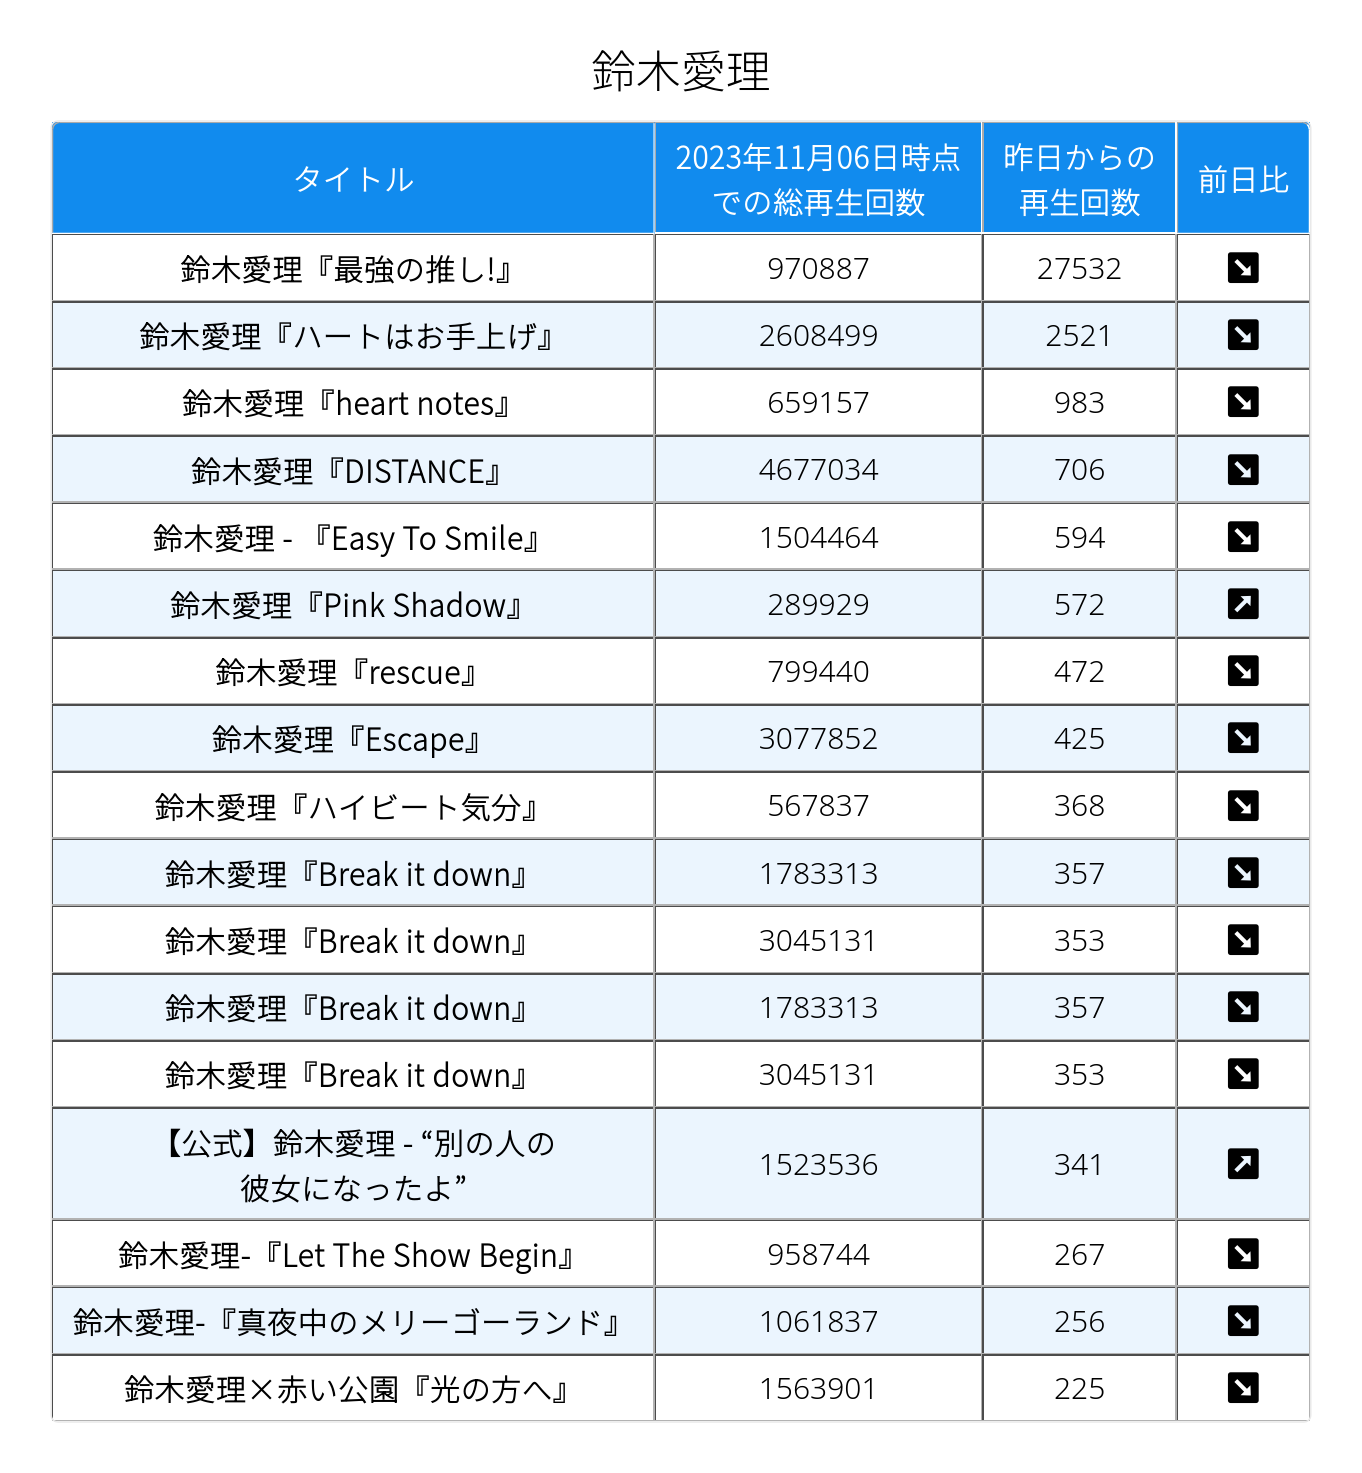 鈴木愛理
タイトル
2023年11月06日時点
での総再生回数
昨日からの
再生回数
前日比
鈴木愛理『最強の推し!』 970887 27532
鈴木愛理『ハートはお手上げ』 2608499 2521
鈴木愛理『heart notes』 659157 983
鈴木愛理『DISTANCE』 4677034 706
鈴木愛理 - 『Easy To Smile』 1504464 594
鈴木愛理『Pink Shadow』 289929 572
鈴木愛理『rescue』 799440 472
鈴木愛理『Escape』 3077852 425
鈴木愛理『ハイビート気分』 567837 368
鈴木愛理『Break it down』 1783313 357
鈴木愛理『Break it down』 3045131 353
鈴木愛理『Break it down』 1783313 357
鈴木愛理『Break it down』 3045131 353
【公式】鈴木愛理 - “別の人の
彼女になったよ” 1523536 341
鈴木愛理-『Let The Show Begin』 958744 267
鈴木愛理-『真夜中のメリーゴーランド』 1061837 256
鈴木愛理×赤い公園『光の方へ』 1563901 225